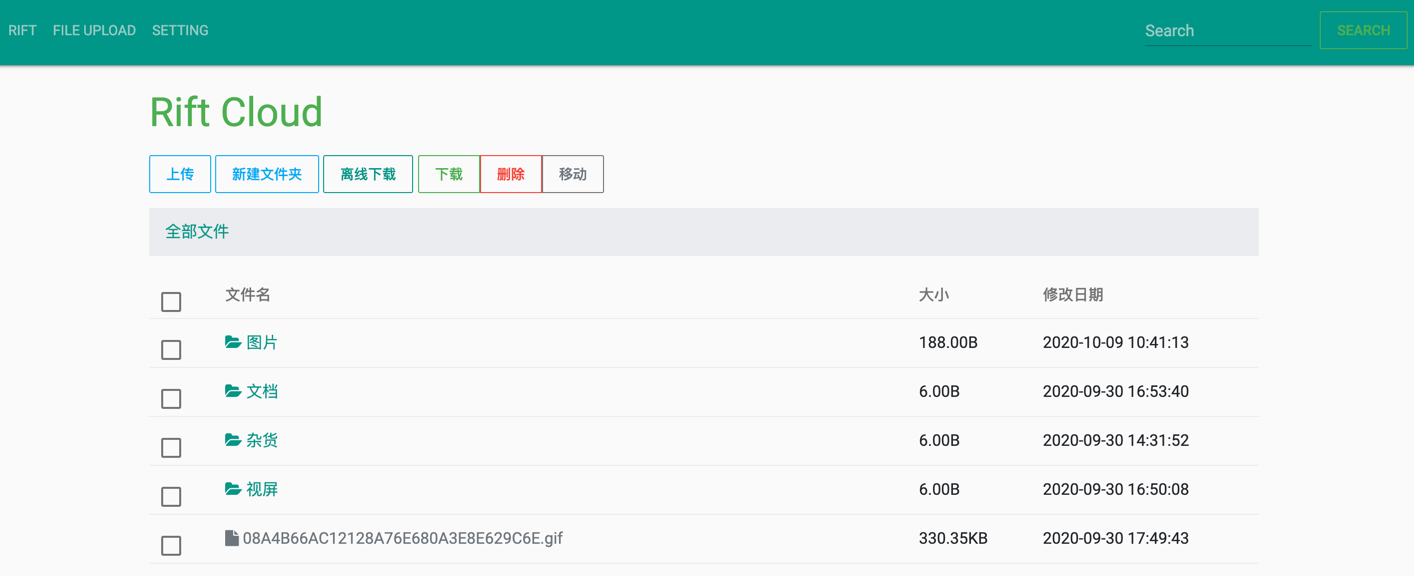 RIFT FILE UPLOAD SETTING Search SEARCH
Rift Cloud
上传 新建文件夹 离线下载 下载 删除 移动
全部文件
文件名 大小 修改日期
图片 188.00B 2020-10-09 10:41:13
文档 6.00B 2020-09-30 16:53:40
杂货 6.00B 2020-09-30 14:31:52
视屏 6.00B 2020-09-30 16:50:08
08A4B66AC12128A76E680A3E8E629C6E.gif 330.35KB 2020-09-30 17:49:43